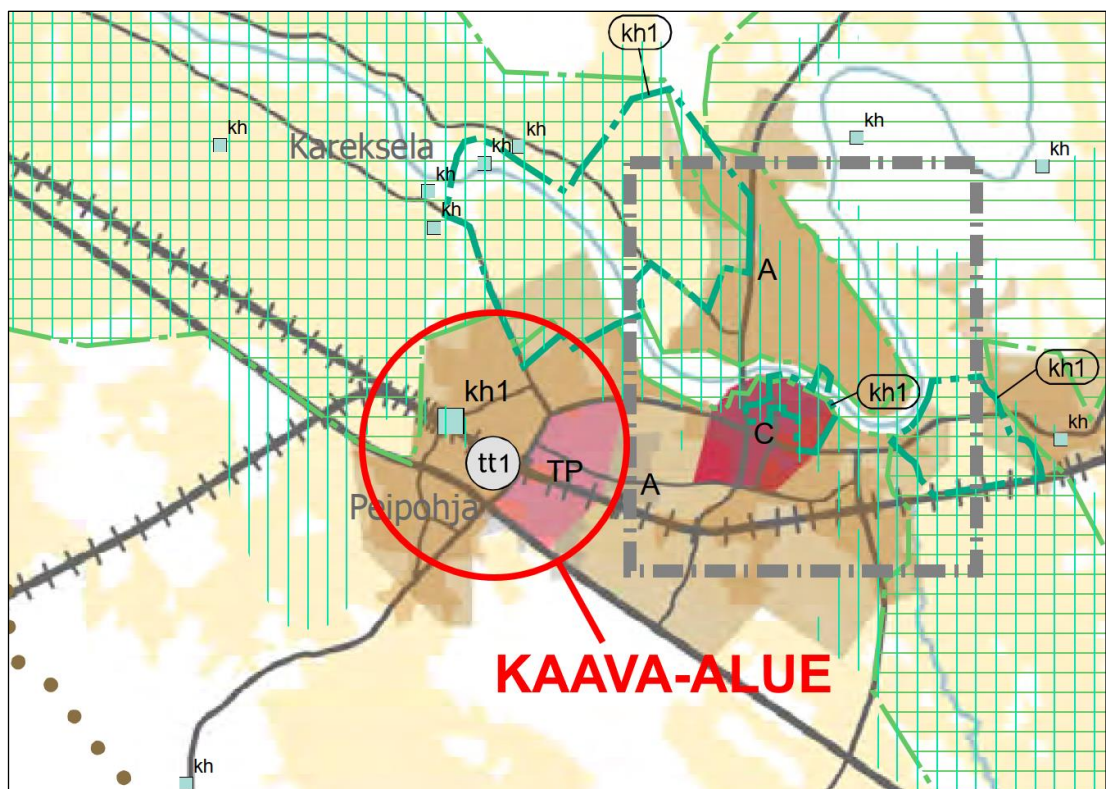 kh1
kh
kh
Kareksela
kh
kh
kh
kh
kh
A
kh1
kh1
kh1
C
kh
tt1
TP
A
Peipohja
KAAVA-ALUE
kh